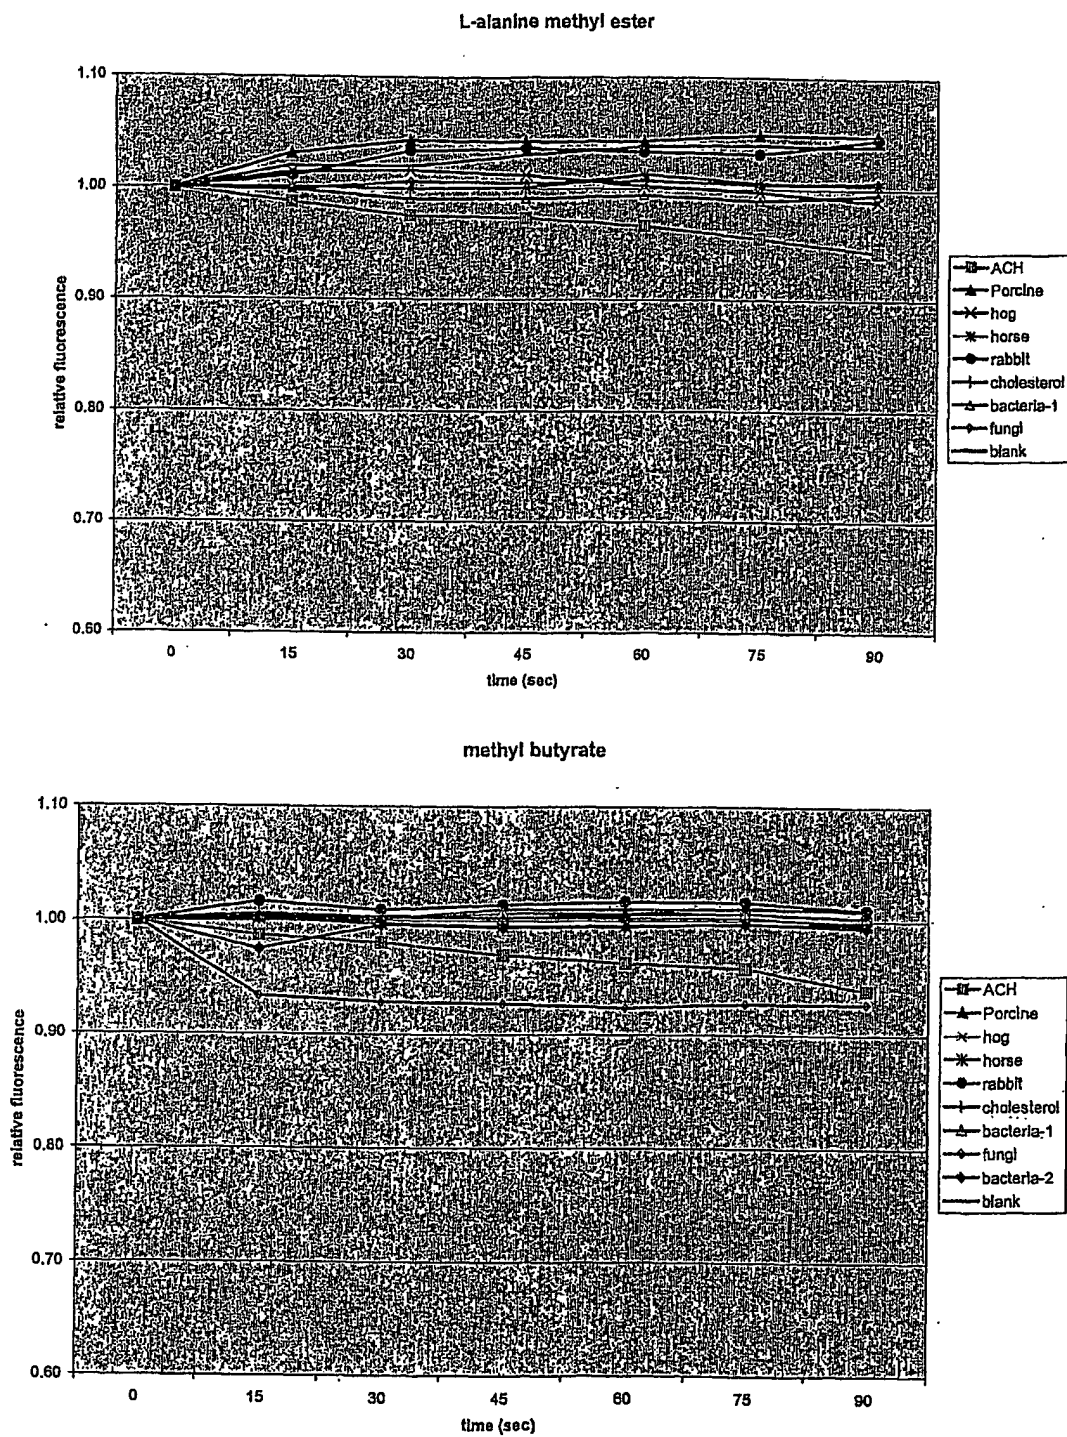 L-alanine methyl ester
1.10
1.00
0.90
0.80
0.70
0.60
relative fluorescence
0 15 30 45 60 75 90
time (sec)
ACH
Porcine
hog
horse
rabbit
cholesterol
bacteria-1
fungi
blank
methyl butyrate
1.10
1.00
0.90
0.80
0.70
0.60
relative fluorescence
0 15 30 45 60 75 90
time (sec)
ACH
Porcine
hog
horse
rabbit
cholesterol
bacteria-1
fungi
bacteria-2
blank